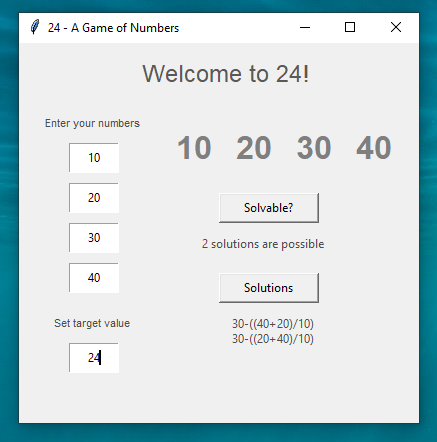 24 - A Game of Numbers
Welcome to 24!
Enter your numbers
10
20
30
40
Set target value
24
10 20 30 40
Solvable?
2 solutions are possible
Solutions
30-((40+20)/10)
30-((20+40)/10)